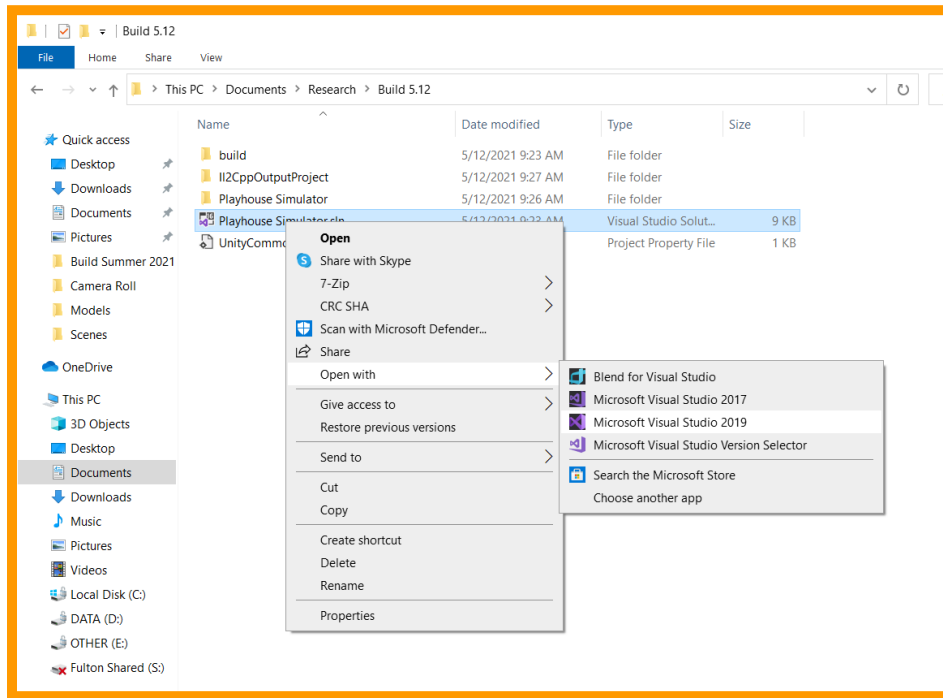 Build 5.12
File Home Share View
This PC > Documents > Research > Build 5.12
Name Date modified Type Size
Quick access
Desktop
Downloads
Documents
Pictures
Build Summer 2021
Camera Roll
Models
Scenes
OneDrive
This PC
3D Objects
Desktop
Documents
Downloads
Music
Pictures
Videos
Local Disk (C:)
DATA (D:)
OTHER (E:)
Fulton Shared (S:)
build 5/12/2021 9:23 AM File folder
Il2CppOutputProject 5/12/2021 9:27 AM File folder
Playhouse Simulator 5/12/2021 9:26 AM File folder
Playhouse Simulator.sln 5/12/2021 9:23 AM Visual Studio Solut... 9 KB
UnityCommo Project Property File 1 KB
Open
Share with Skype
7-Zip
CRC SHA
Scan with Microsoft Defender...
Share
Open with
Give access to
Restore previous versions
Send to
Cut
Copy
Create shortcut
Delete
Rename
Properties
Blend for Visual Studio
Microsoft Visual Studio 2017
Microsoft Visual Studio 2019
Microsoft Visual Studio Version Selector
Search the Microsoft Store
Choose another app